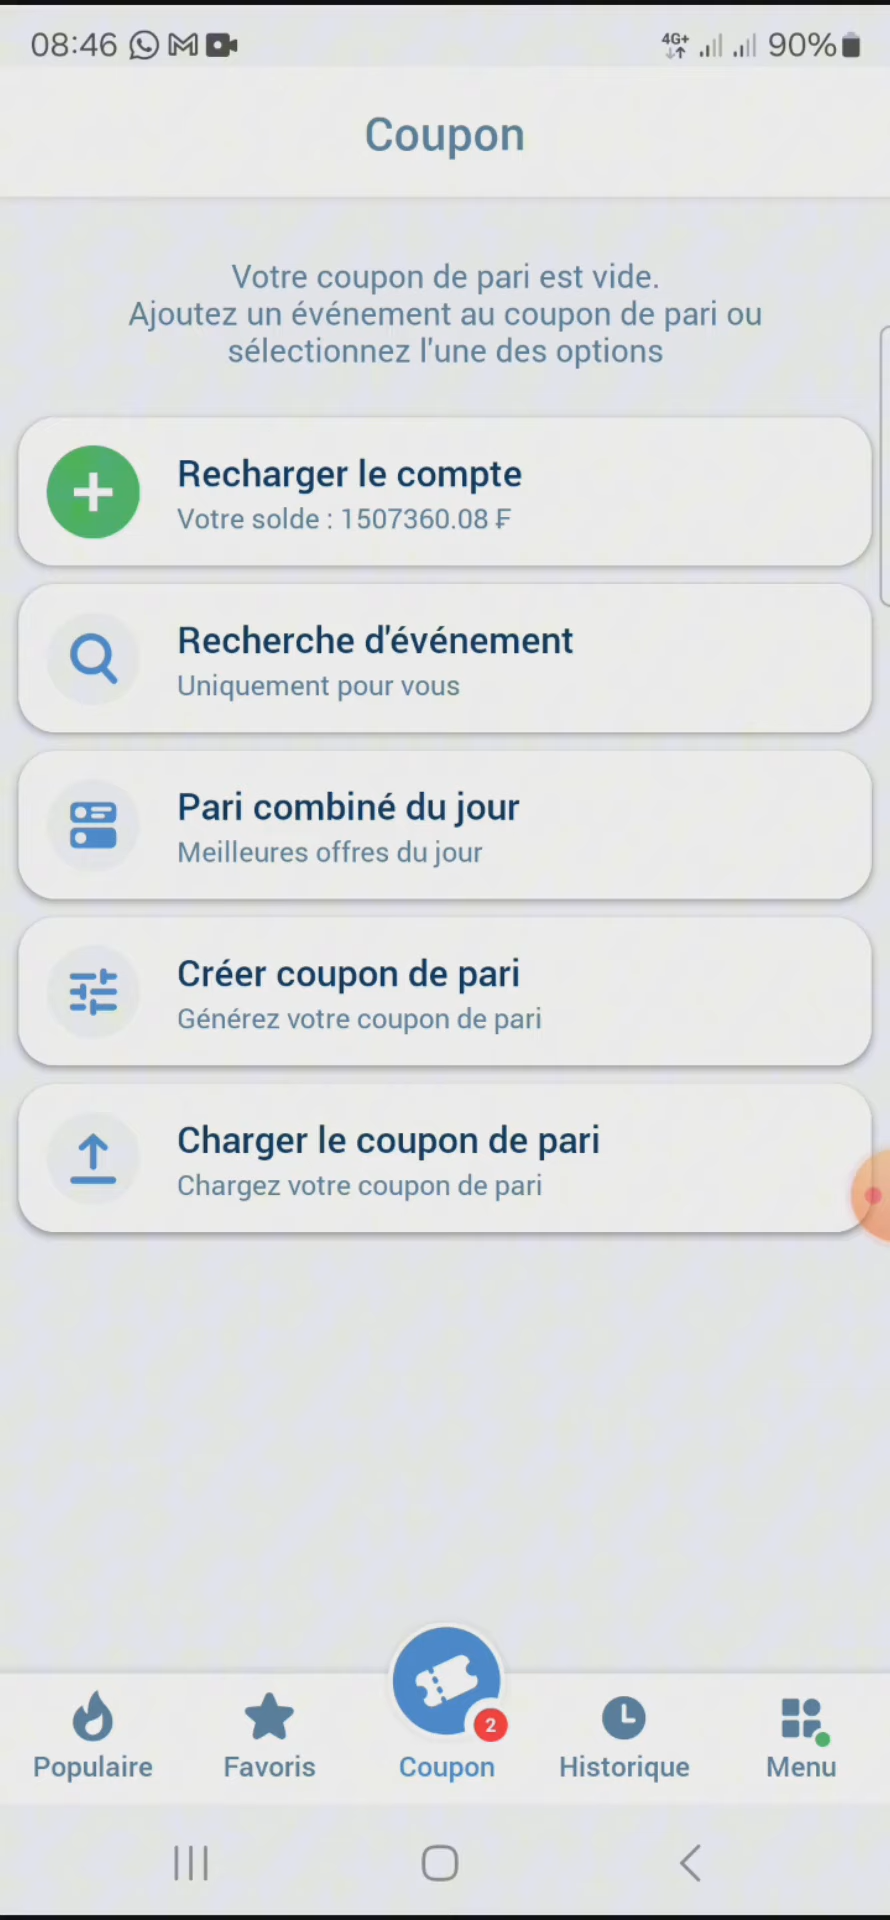 08:46
4G+
90%
Coupon
Votre coupon de pari est vide.
Ajoutez un événement au coupon de pari ou
sélectionnez l'une des options
Recharger le compte
Votre solde : 1507360.08 ₣
Recherche d'événement
Uniquement pour vous
Pari combiné du jour
Meilleures offres du jour
Créer coupon de pari
Générez votre coupon de pari
Charger le coupon de pari
Chargez votre coupon de pari
2
Populaire
Favoris
Coupon
Historique
Menu